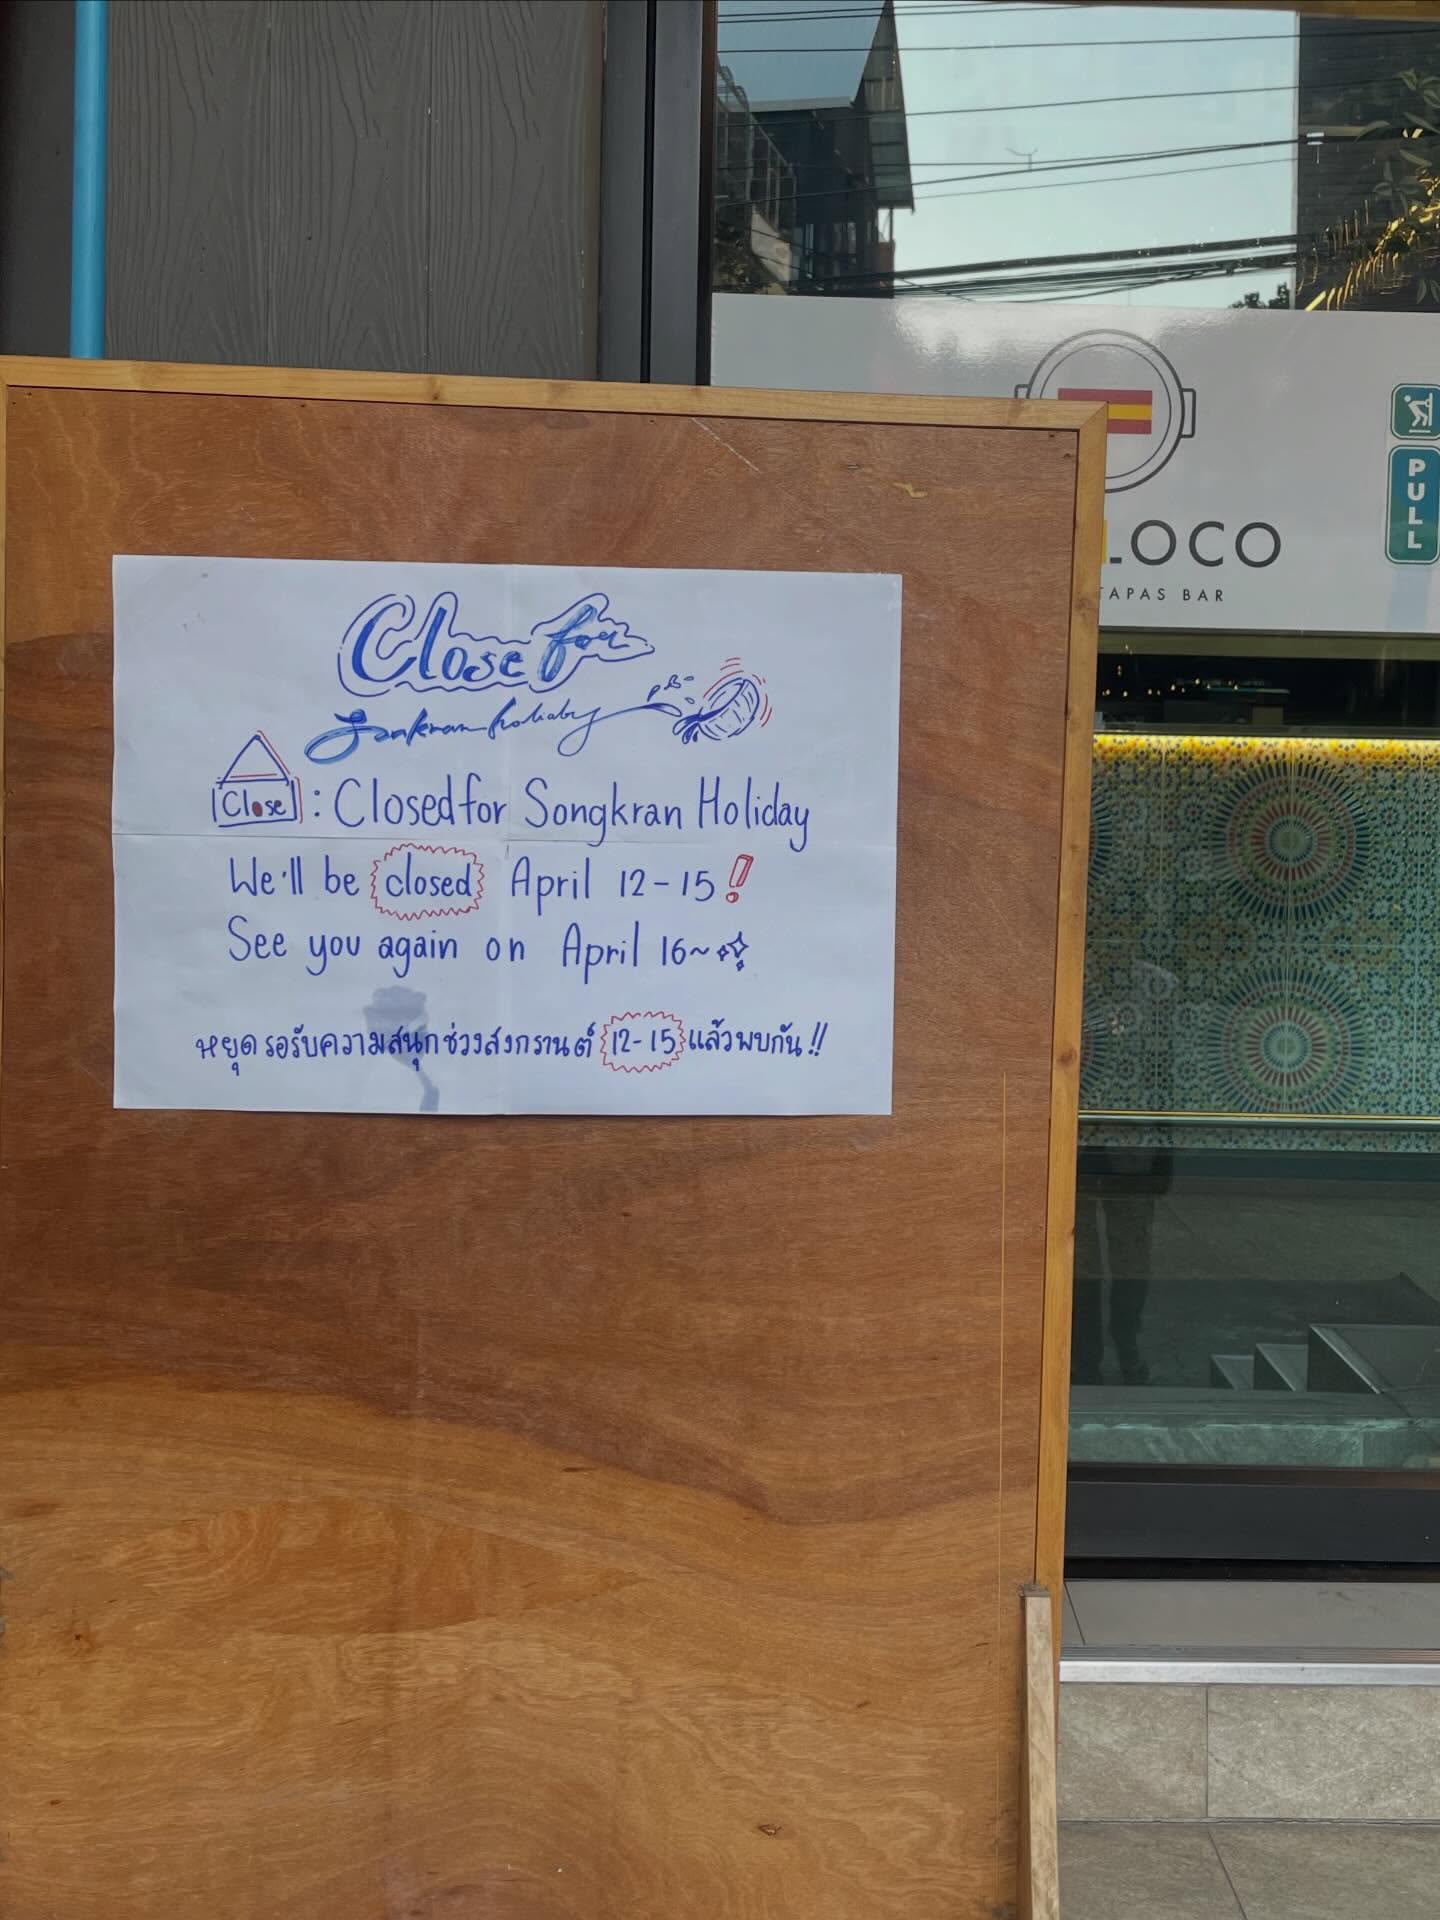 Close for
Songkran holiday
Close : Closed for Songkran Holiday
We'll be closed April 12-15!
See you again on April 16~
หยุดรอรับความสนุกช่วงสงกรานต์ 12-15 แล้วพบกัน!!
LOCO
TAPAS BAR
PULL